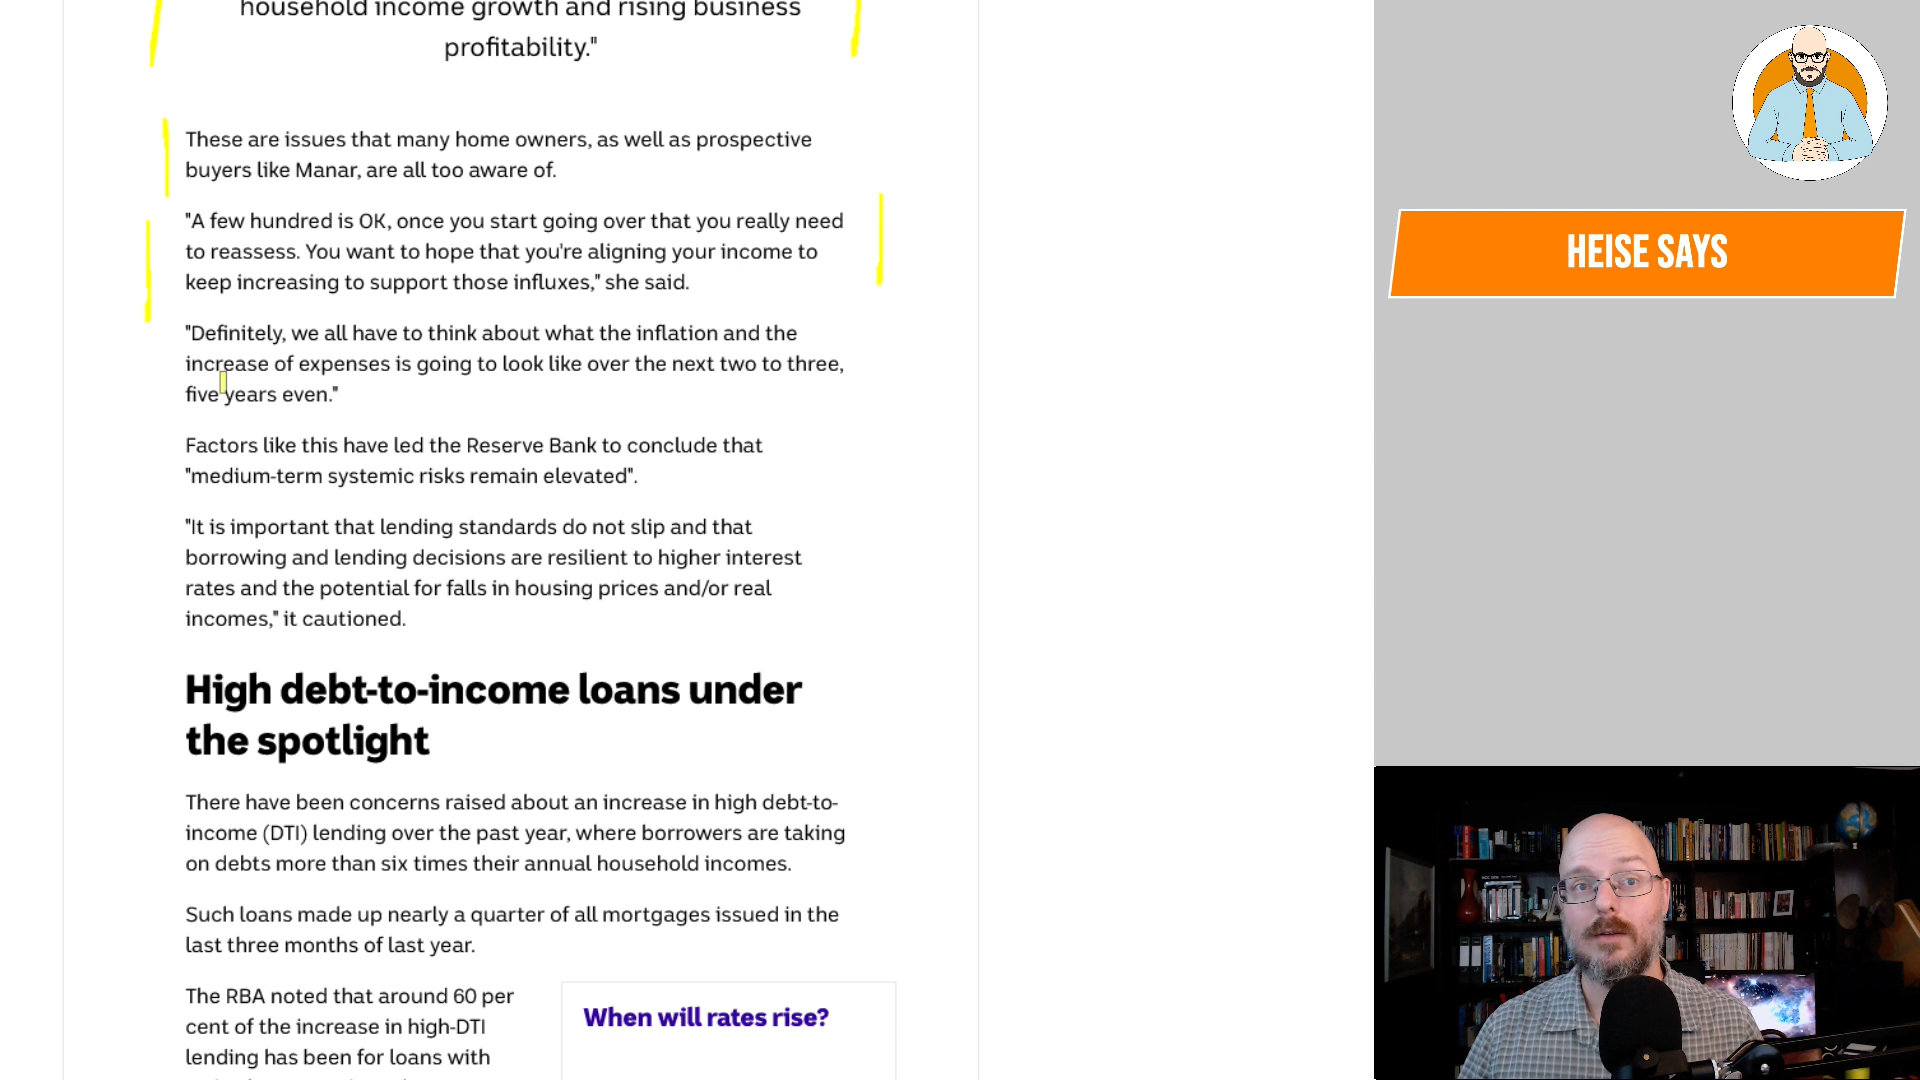 household income growth and rising business
profitability."
These are issues that many home owners, as well as prospective
buyers like Manar, are all too aware of.
"A few hundred is OK, once you start going over that you really need
to reassess. You want to hope that you're aligning your income to
keep increasing to support those influxes," she said.
"Definitely, we all have to think about what the inflation and the
increase of expenses is going to look like over the next two to three,
five years even."
Factors like this have led the Reserve Bank to conclude that
"medium-term systemic risks remain elevated".
"It is important that lending standards do not slip and that
borrowing and lending decisions are resilient to higher interest
rates and the potential for falls in housing prices and/or real
incomes," it cautioned.
High debt-to-income loans under
the spotlight
There have been concerns raised about an increase in high debt-to-
income (DTI) lending over the past year, where borrowers are taking
on debts more than six times their annual household incomes.
Such loans made up nearly a quarter of all mortgages issued in the
last three months of last year.
The RBA noted that around 60 per
cent of the increase in high-DTI
lending has been for loans with
When will rates rise?
HEISE SAYS